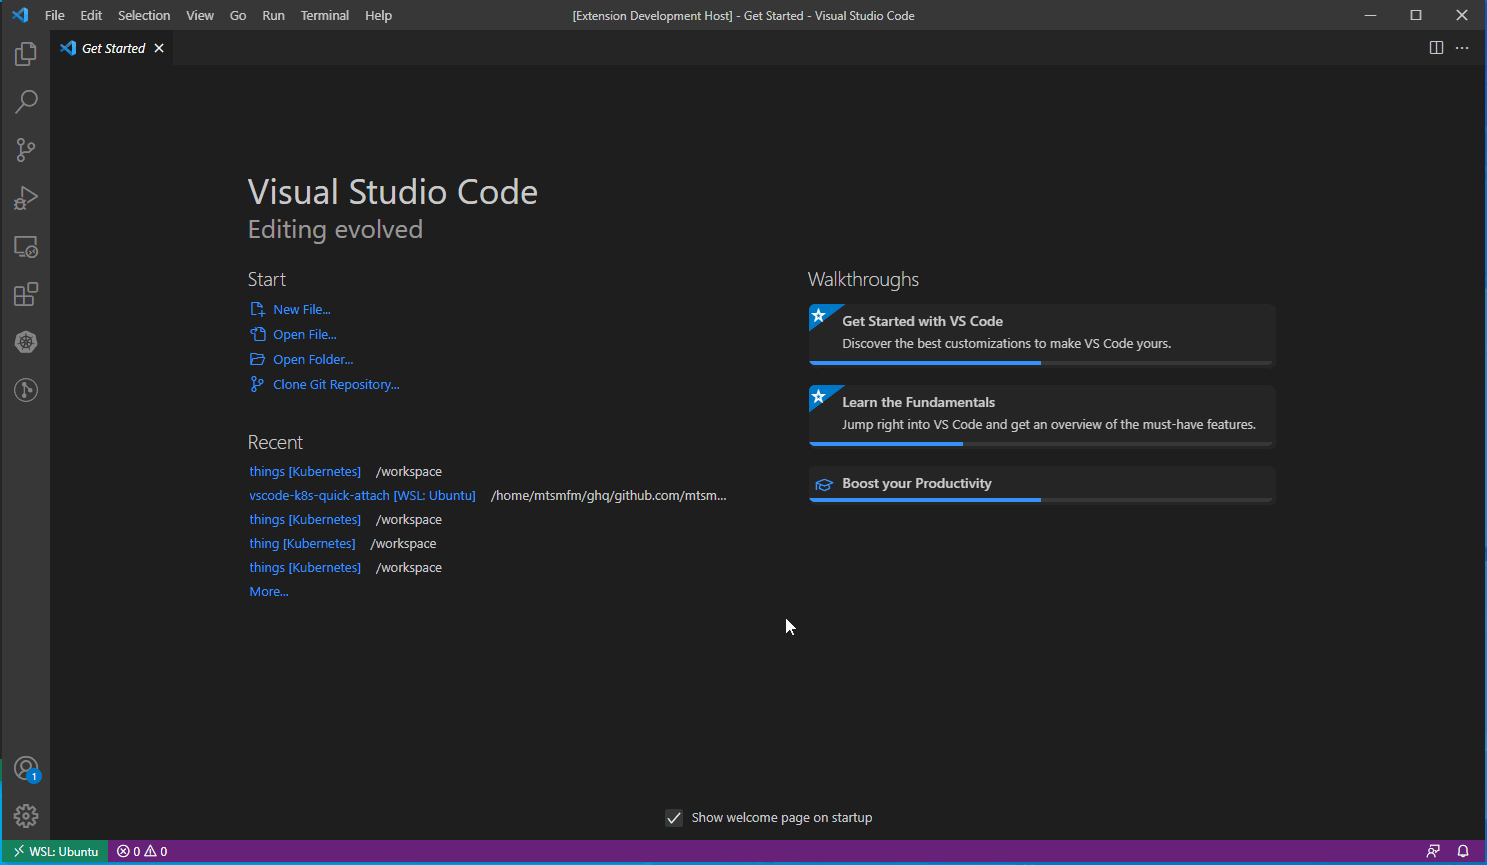 File Edit Selection View Go Run Terminal Help [Extension Development Host] - Get Started - Visual Studio Code
Get Started
Visual Studio Code
Editing evolved
Start
New File...
Open File...
Open Folder...
Clone Git Repository...
Recent
things [Kubernetes] /workspace
vscode-k8s-quick-attach [WSL: Ubuntu] /home/mtsmfm/ghq/github.com/mtsm...
things [Kubernetes] /workspace
thing [Kubernetes] /workspace
things [Kubernetes] /workspace
More...
Walkthroughs
Get Started with VS Code
Discover the best customizations to make VS Code yours.
Learn the Fundamentals
Jump right into VS Code and get an overview of the must-have features.
Boost your Productivity
1
Show welcome page on startup
WSL: Ubuntu 0 0